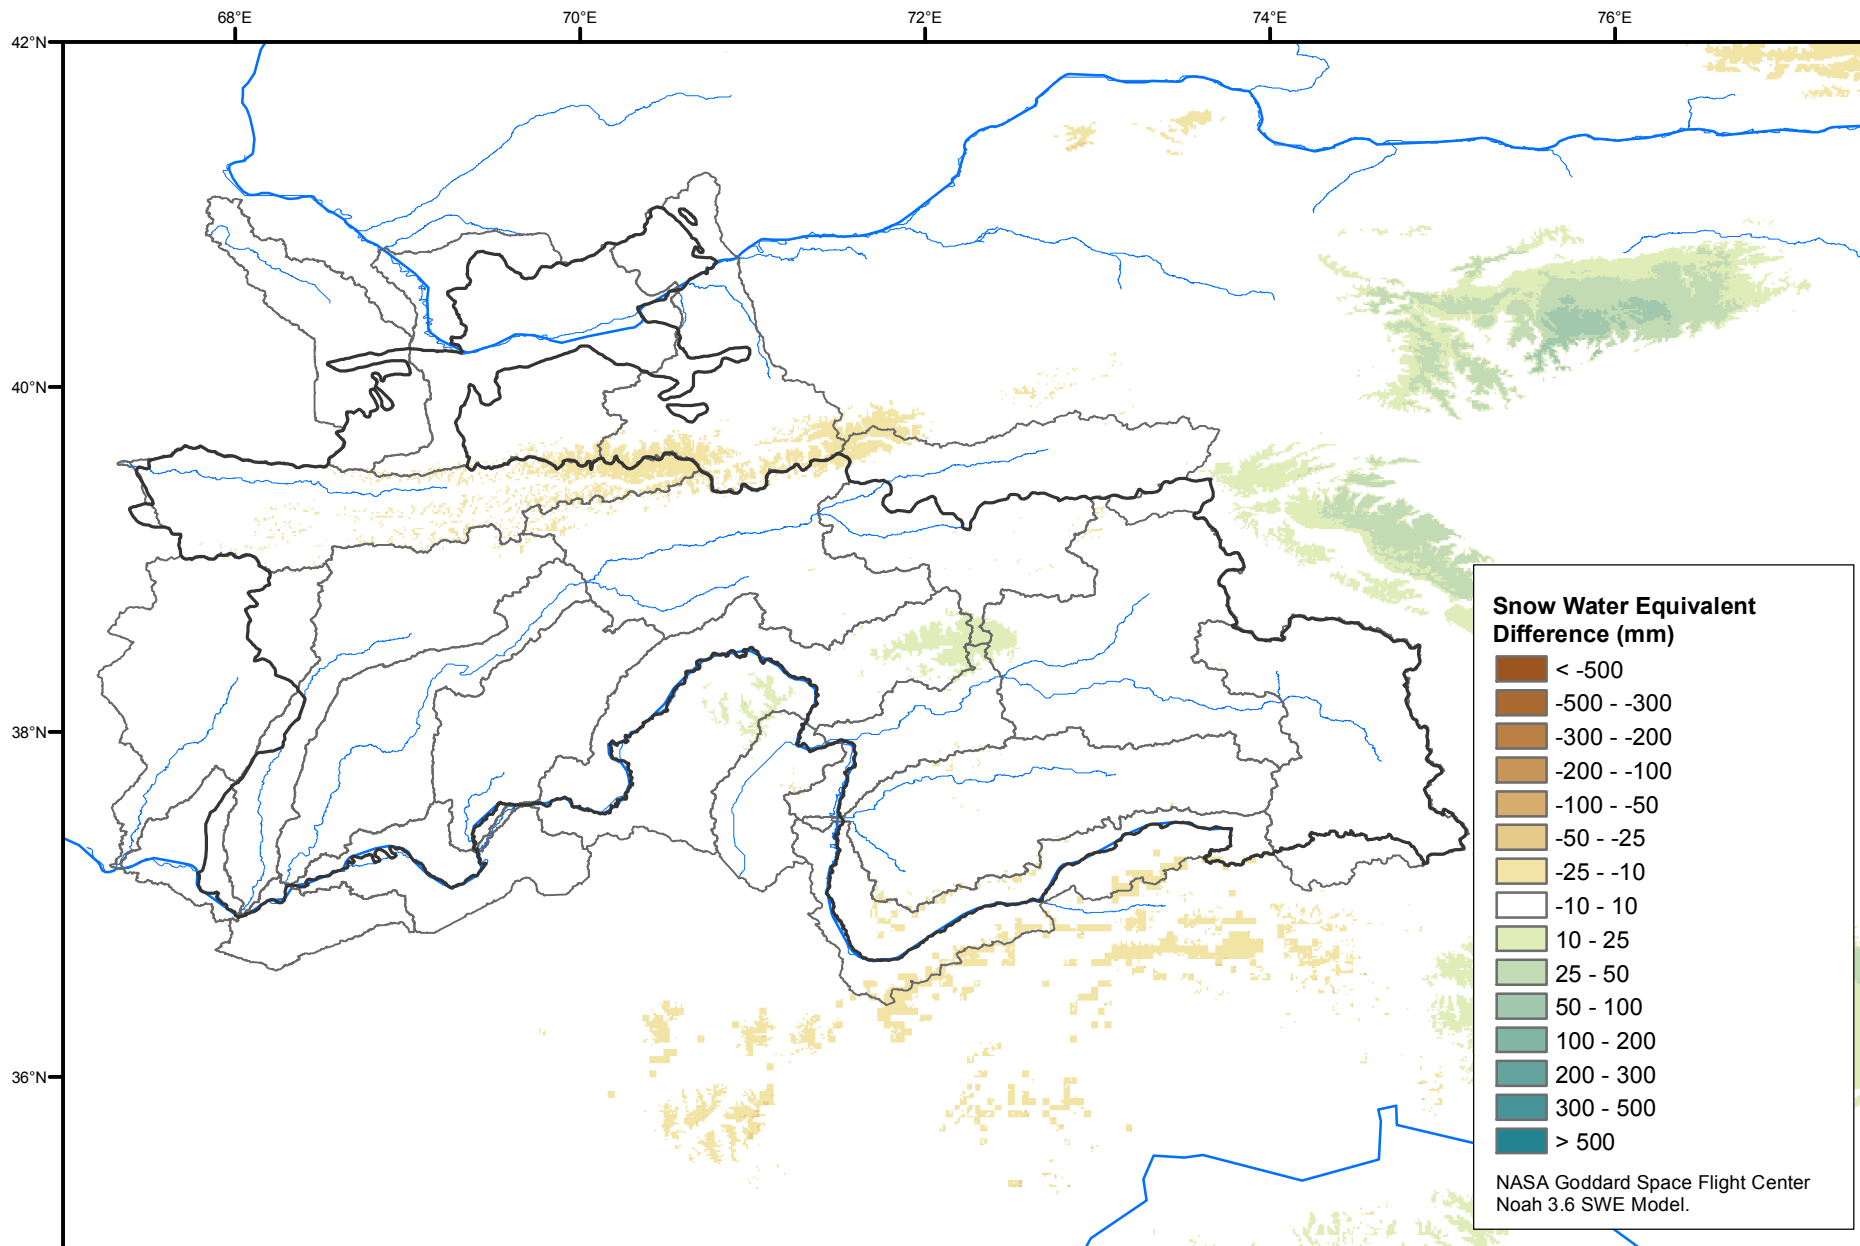 68°E
70°E
72°E
74°E
76°E
42°N
40°N
38°N
36°N
Snow Water Equivalent
Difference (mm)
< -500
-500 - -300
-300 - -200
-200 - -100
-100 - -50
-50 - -25
-25 - -10
-10 - 10
10 - 25
25 - 50
50 - 100
100 - 200
200 - 300
300 - 500
> 500
NASA Goddard Space Flight Center
Noah 3.6 SWE Model.